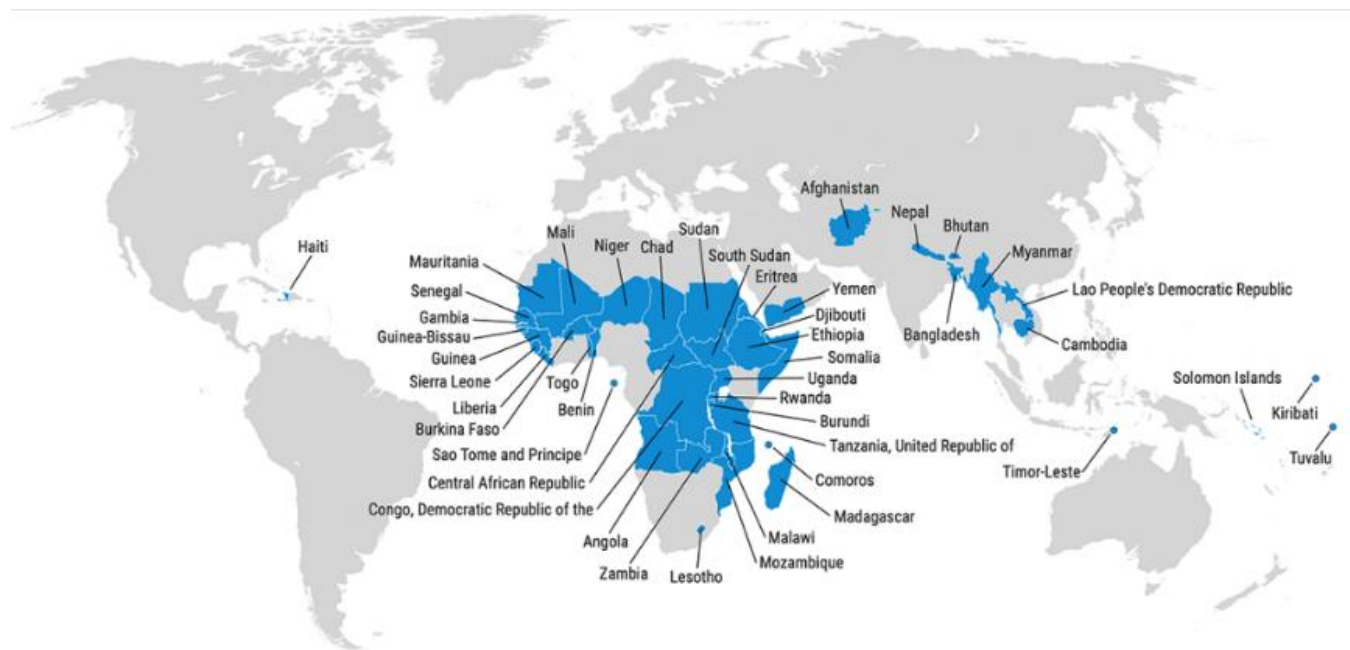 Haiti
Mauritania
Senegal
Gambia
Guinea-Bissau
Guinea
Sierra Leone
Liberia
Burkina Faso
Sao Tome and Principe
Central African Republic
Congo, Democratic Republic of the
Angola
Zambia
Lesotho
Togo
Benin
Mali
Niger
Chad
Sudan
South Sudan
Eritrea
Yemen
Djibouti
Ethiopia
Somalia
Uganda
Rwanda
Burundi
Tanzania, United Republic of
Comoros
Madagascar
Malawi
Mozambique
Afghanistan
Nepal
Bhutan
Myanmar
Lao People's Democratic Republic
Bangladesh
Cambodia
Solomon Islands
Kiribati
Tuvalu
Timor-Leste